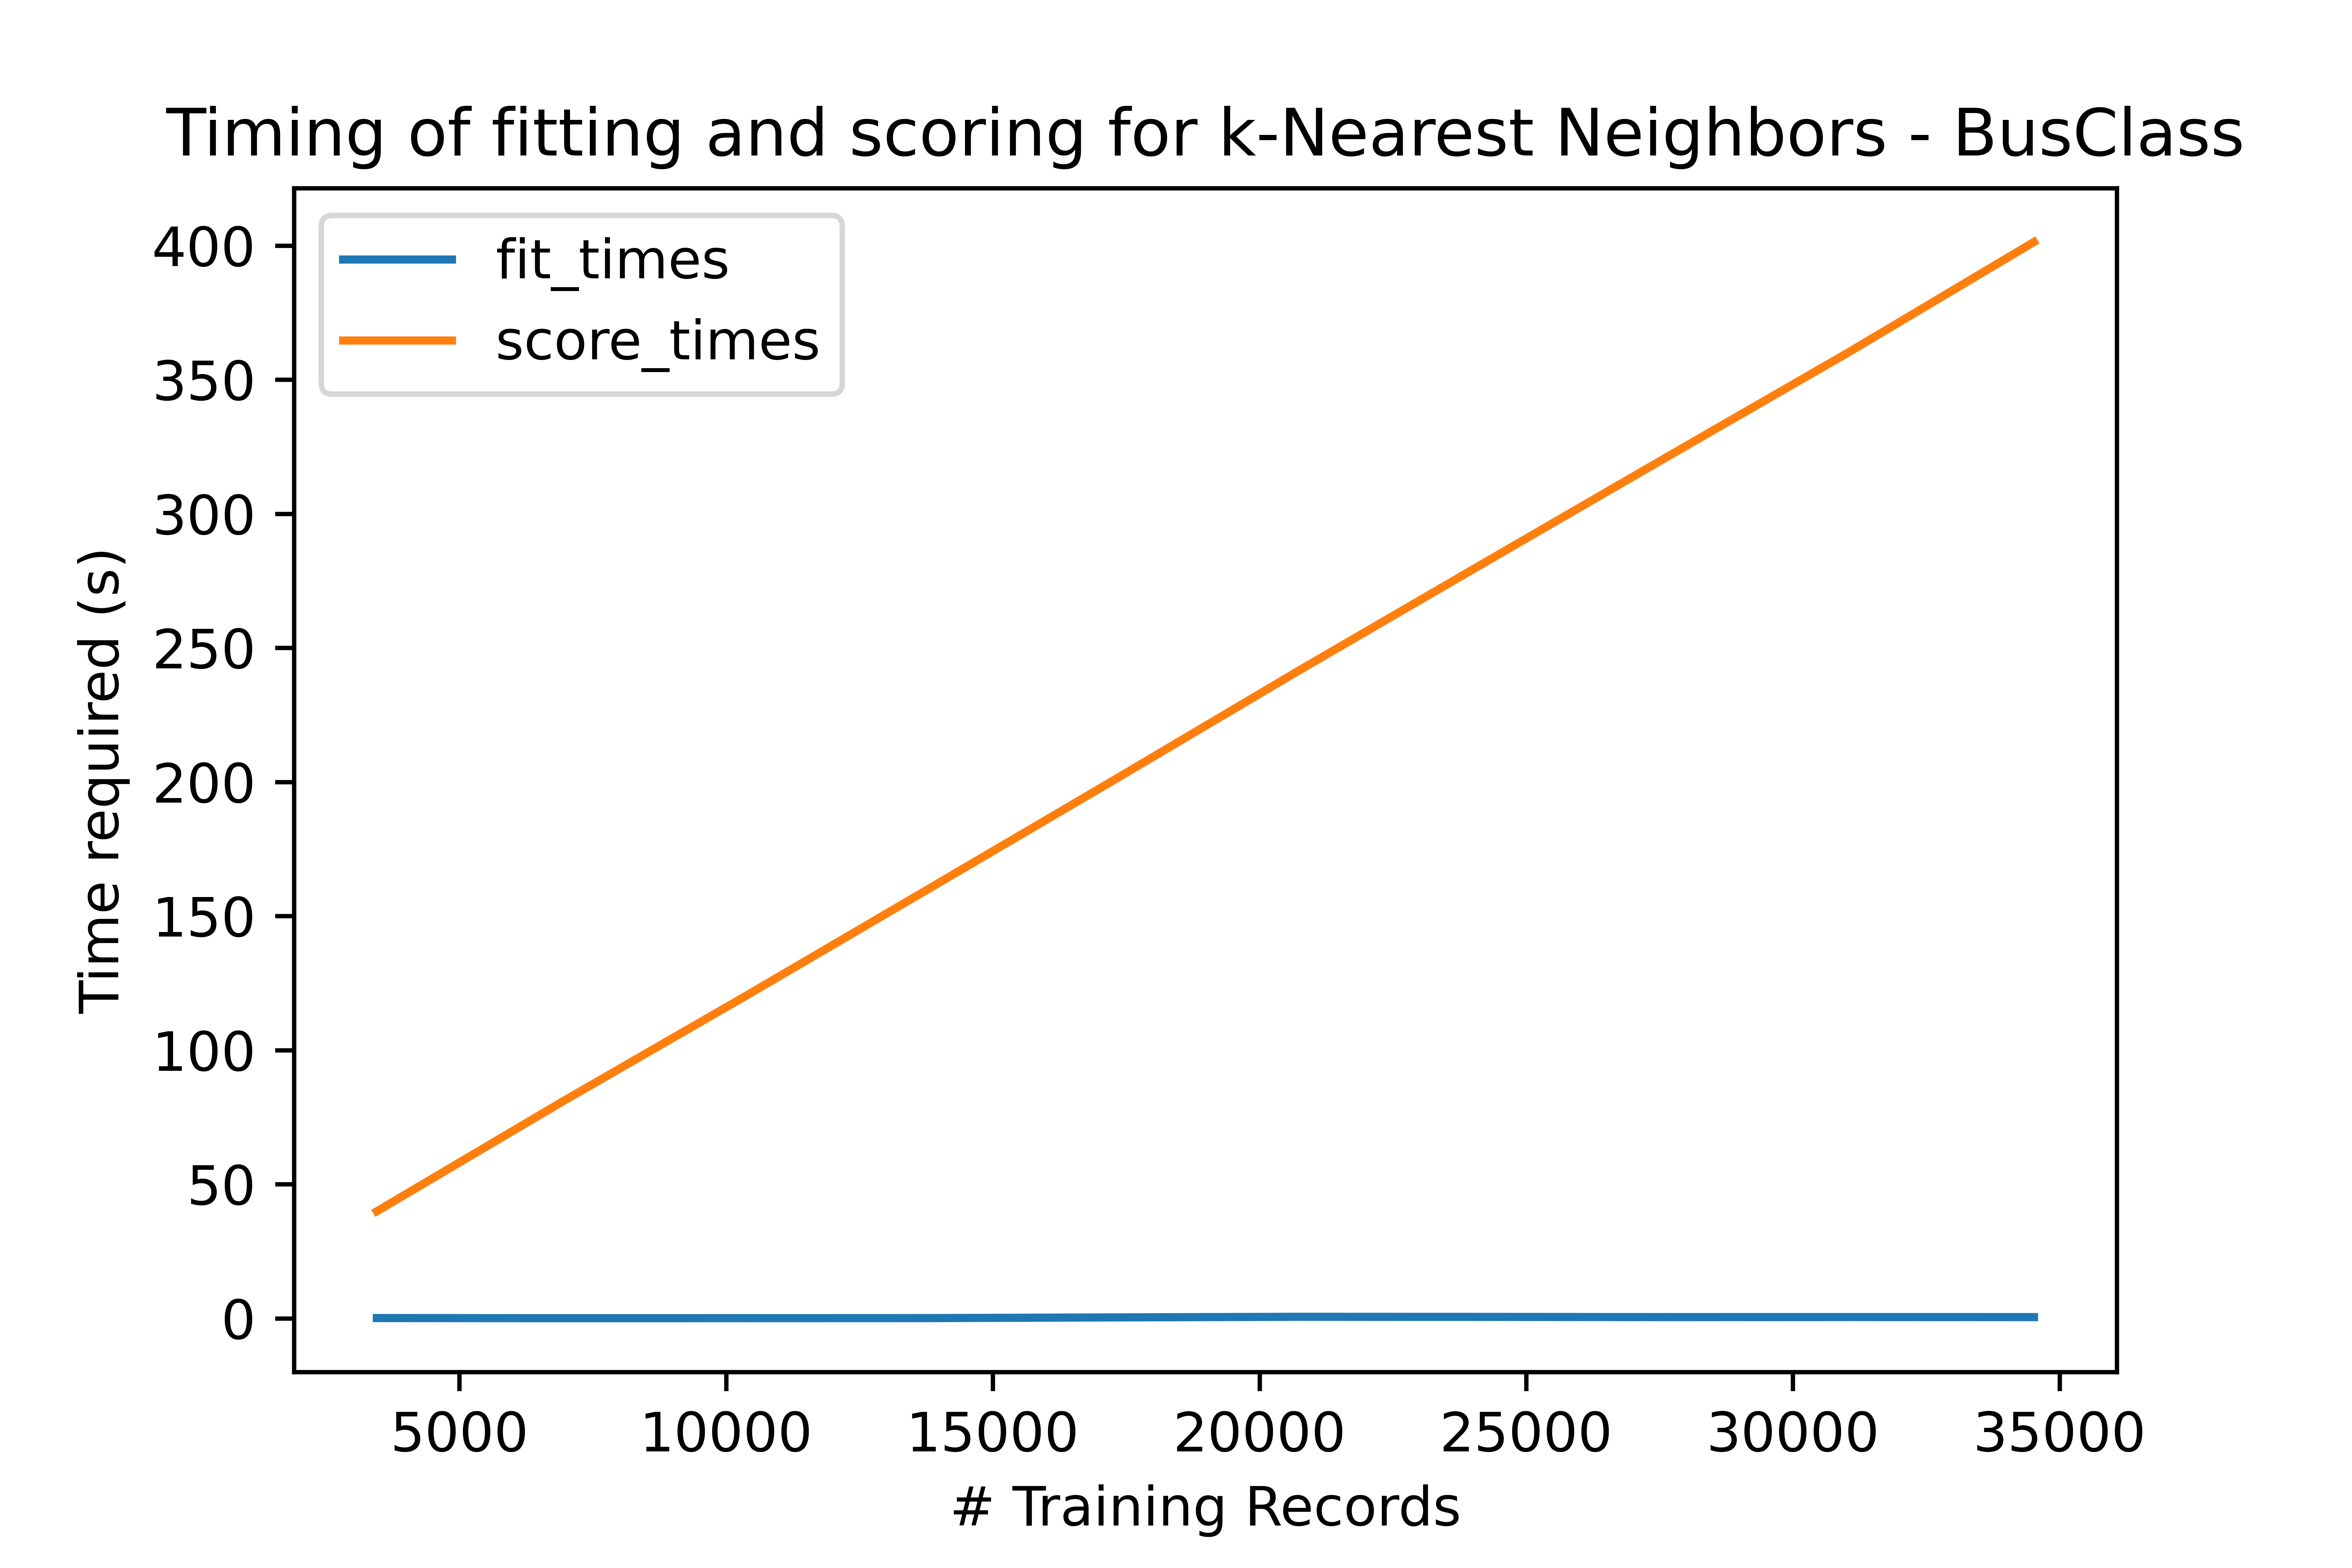 Timing of fitting and scoring for k-Nearest Neighbors - BusClass
fit_times
score_times
400
350
300
250
200
150
100
50
0
Time required (s)
5000 10000 15000 20000 25000 30000 35000
# Training Records